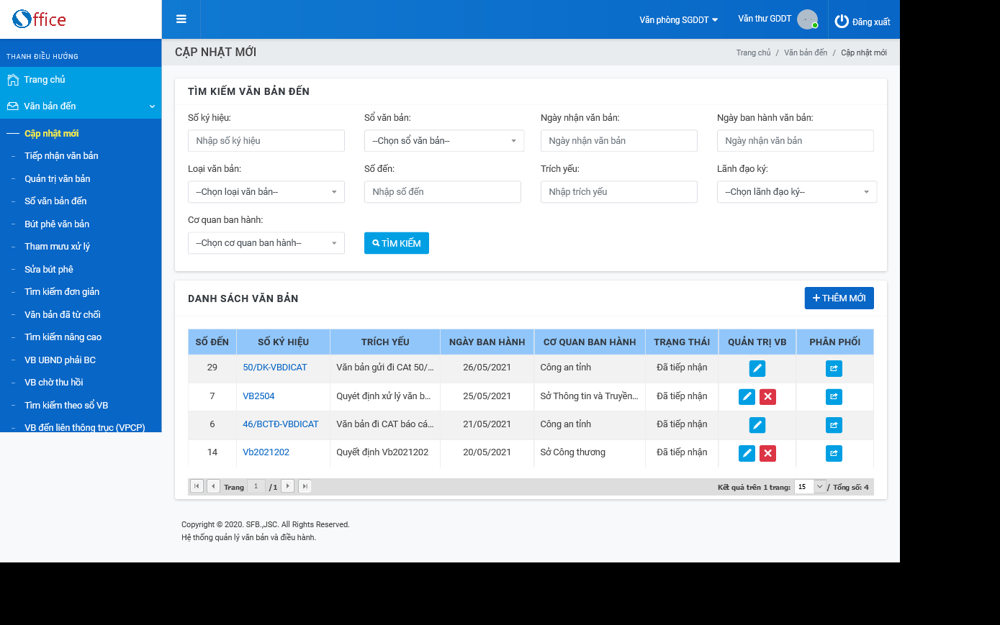 Office
Văn phòng SGDDT
Văn thư GDDT
Đăng xuất
THANH ĐIỀU HƯỚNG
Trang chủ
Văn bản đến
Cập nhật mới
Tiếp nhận văn bản
Quản trị văn bản
Sổ văn bản đến
Bút phê văn bản
Tham mưu xử lý
Sửa bút phê
Tìm kiếm đơn giản
Văn bản đã từ chối
Tìm kiếm nâng cao
VB UBND phải BC
VB chờ thu hồi
Tìm kiếm theo sổ VB
VB đến liên thông trục (VPCP)
CẬP NHẬT MỚI
Trang chủ / Văn bản đến / Cập nhật mới
TÌM KIẾM VĂN BẢN ĐẾN
Số ký hiệu: Sổ văn bản: Ngày nhận văn bản: Ngày ban hành văn bản:
Nhập số ký hiệu --Chọn sổ văn bản-- Ngày nhận văn bản Ngày nhận văn bản
Loại văn bản: Số đến: Trích yếu: Lãnh đạo ký:
--Chọn loại văn bản-- Nhập số đến Nhập trích yếu --Chọn lãnh đạo ký--
Cơ quan ban hành:
--Chọn cơ quan ban hành-- TÌM KIẾM
DANH SÁCH VĂN BẢN
THÊM MỚI
SỐ ĐẾN SỐ KÝ HIỆU TRÍCH YẾU NGÀY BAN HÀNH CƠ QUAN BAN HÀNH TRẠNG THÁI QUẢN TRỊ VB PHÂN PHỐI
29 50/DK-VBDICAT Văn bản gửi đi CAt 50/... 26/05/2021 Công an tỉnh Đã tiếp nhận
7 VB2504 Quyét định xử lý văn b... 25/05/2021 Sở Thông tin và Truyền... Đã tiếp nhận
6 46/BCTĐ-VBDICAT Văn bản đi CAT báo cá... 21/05/2021 Công an tỉnh Đã tiếp nhận
14 Vb2021202 Quyết định Vb2021202 20/05/2021 Sở Công thương Đã tiếp nhận
Trang 1 / 1
Kết quả trên 1 trang: 15 / Tổng số: 4
Copyright © 2020. SFB.,JSC. All Rights Reserved.
Hệ thống quản lý văn bản và điều hành.